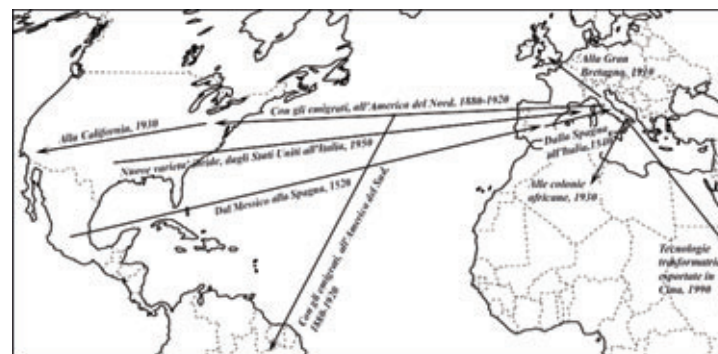 Alla Gran
Bretagna, 1910
Con gli emigrati, all'America del Nord, 1880-1920
Alla California, 1930
Nuove varietà ibride, dagli Stati Uniti all'Italia, 1950
Dalla Spagna
all'Italia, 1548
Dal Messico alla Spagna, 1520
Alle colonie
africane, 1930
Con gli emigrati, all'America del Sud,
1880-1920
Tecnologie
trasformatrici
esportate in
Cina, 1990